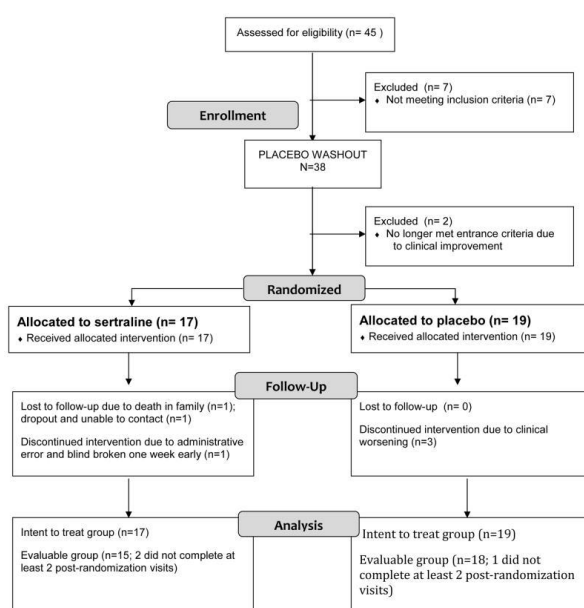 Assessed for eligibility (n= 45 )
Excluded (n= 7)
♦ Not meeting inclusion criteria (n= 7)
Enrollment
PLACEBO WASHOUT
N=38
Excluded (n= 2)
♦ No longer met entrance criteria due
to clinical improvement
Randomized
Allocated to sertraline (n= 17)
♦ Received allocated intervention (n= 17)
Allocated to placebo (n= 19)
♦ Received allocated intervention (n= 19)
Follow-Up
Lost to follow-up due to death in family (n=1);
dropout and unable to contact (n=1)
Discontinued intervention due to administrative
error and blind broken one week early (n=1)
Lost to follow-up (n= 0)
Discontinued intervention due to clinical
worsening
(n=3)
Analysis
Intent to treat group (n=17)
Evaluable group (n=15; 2 did not complete at
least 2 post-randomization visits)
Intent to treat group (n=19)
Evaluable group (n=18; 1 did not
complete at least 2 post-randomization
visits)